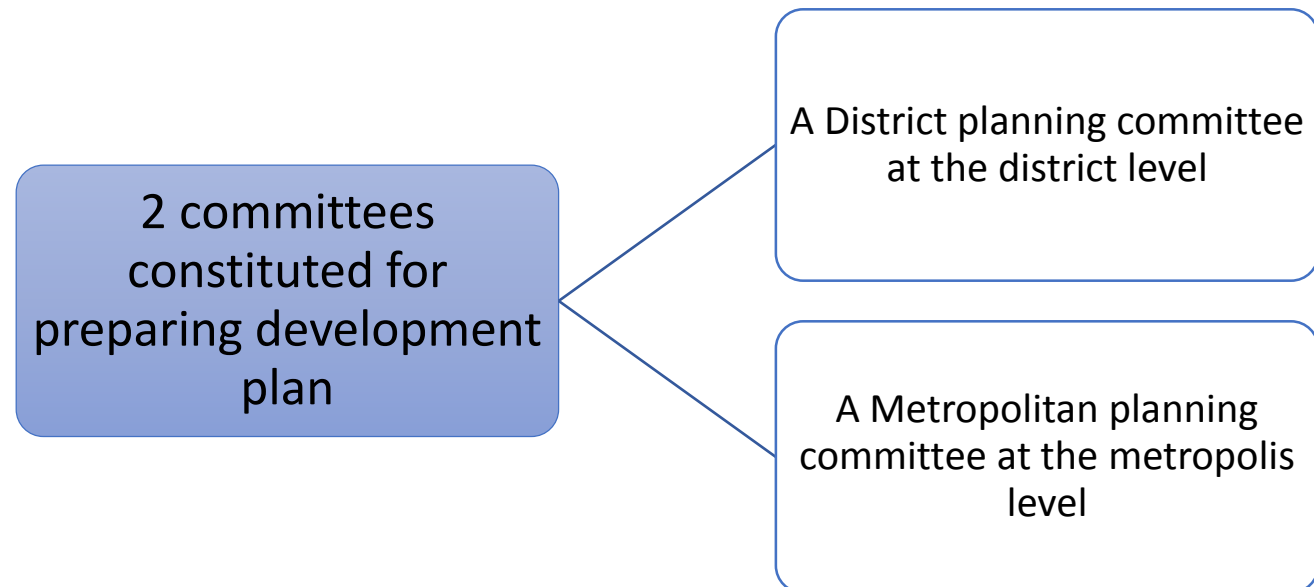 2 committees
constituted for
preparing development
plan
A District planning committee
at the district level
A Metropolitan planning
committee at the metropolis
level